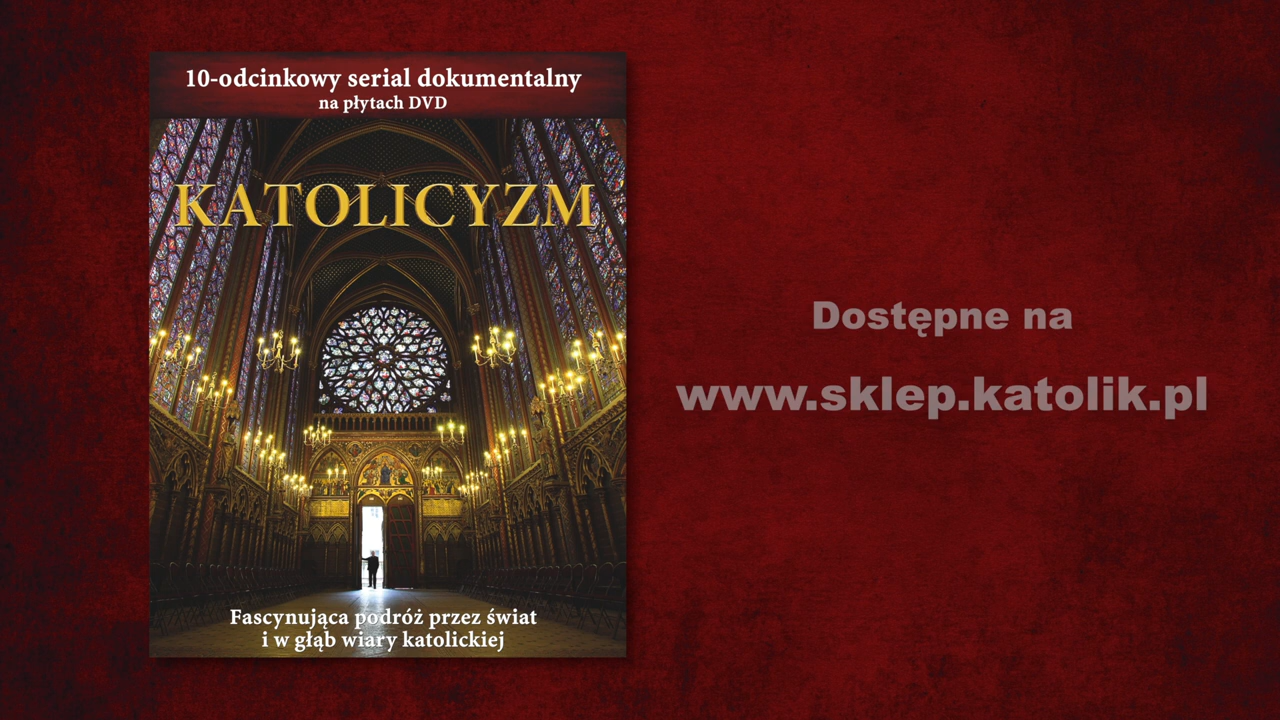 10-odcinkowy serial dokumentalny
na płytach DVD
KATOLICYZM
Fascynująca podróż przez świat
i w głąb wiary katolickiej
Dostępne na
www.sklep.katolik.pl